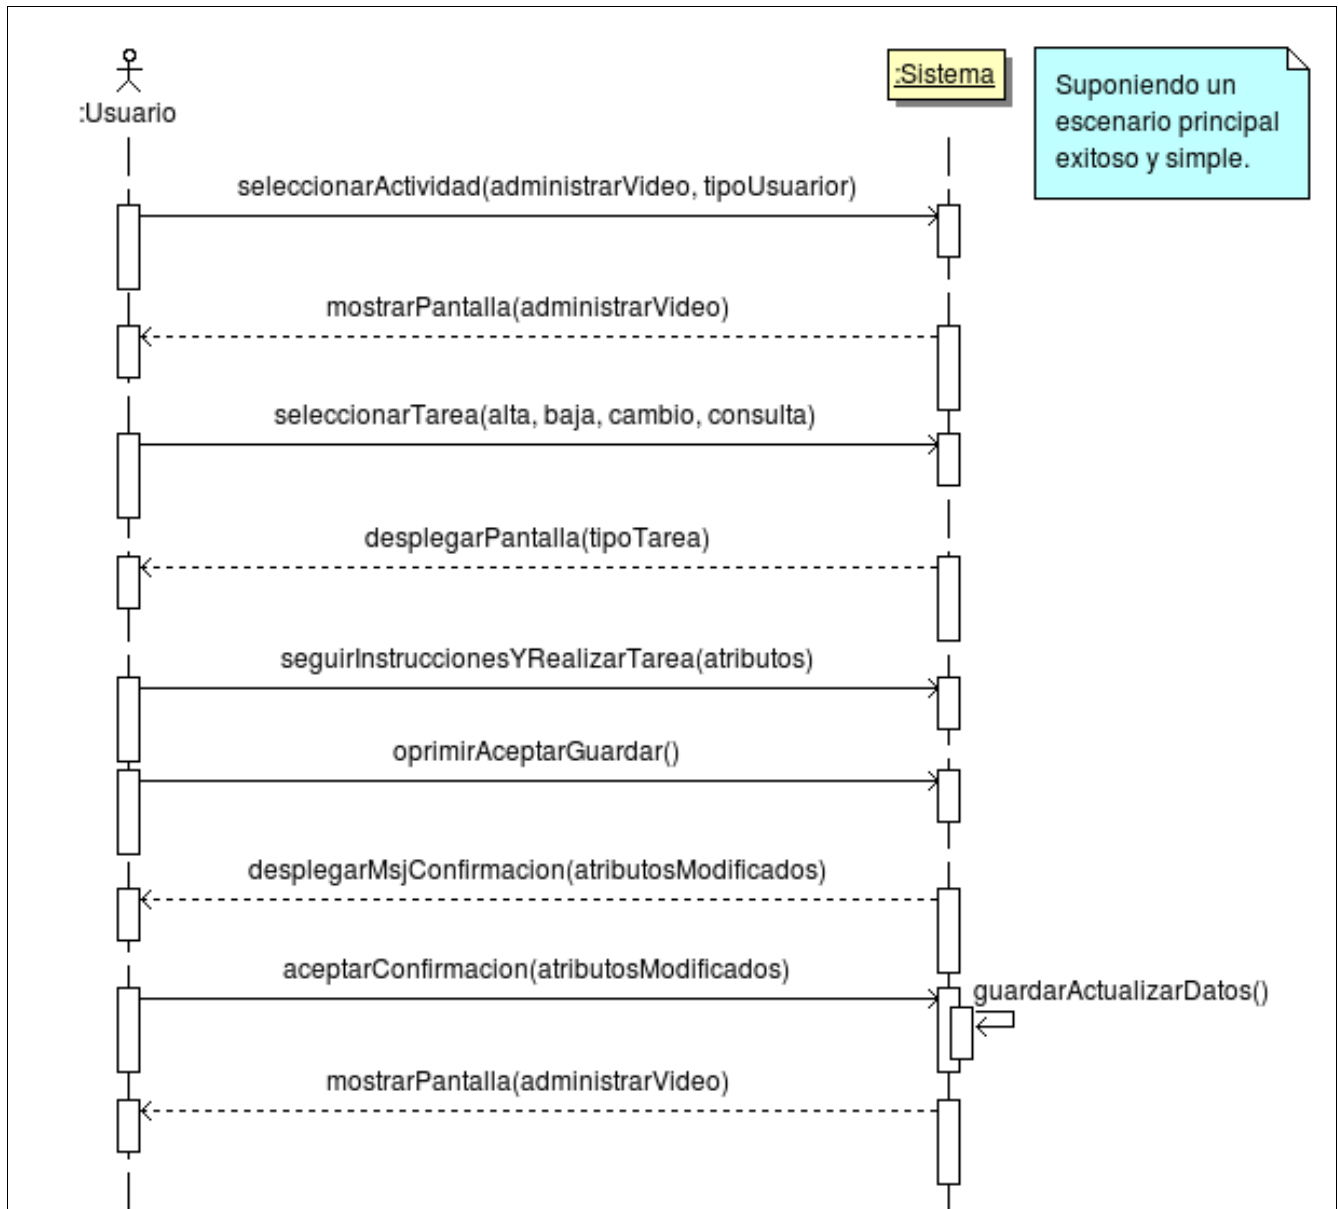 :Usuario
:Sistema
Suponiendo un
escenario principal
exitoso y simple.
seleccionarActividad(administrarVideo, tipoUsuarior)
mostrarPantalla(administrarVideo)
seleccionarTarea(alta, baja, cambio, consulta)
desplegarPantalla(tipoTarea)
seguirInstruccionesYRealizarTarea(atributos)
oprimirAceptarGuardar()
desplegarMsjConfirmacion(atributosModificados)
aceptarConfirmacion(atributosModificados)
guardarActualizarDatos()
mostrarPantalla(administrarVideo)